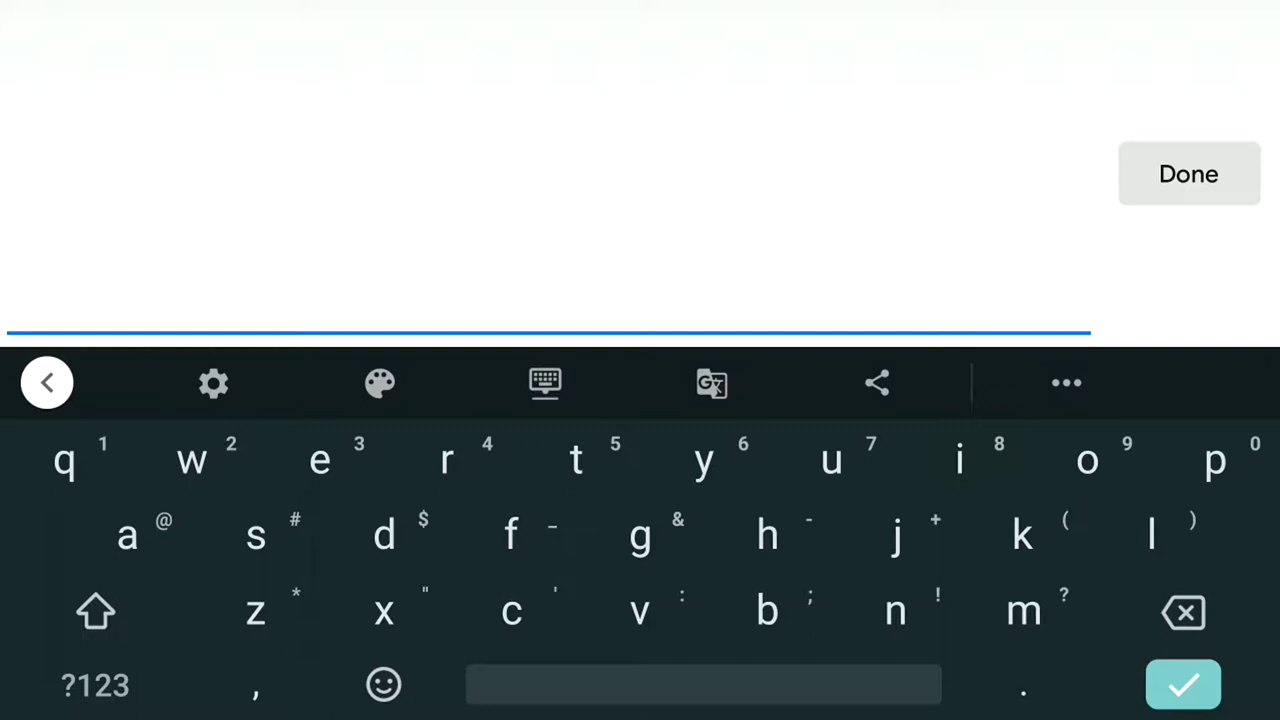 Done
q 1 w 2 e 3 r 4 t 5 y 6 u 7 i 8 o 9 p 0
a @ s # d $ f _ g & h - j + k ( l )
z * x " c ' v : b ; n ! m ?
?123 , .